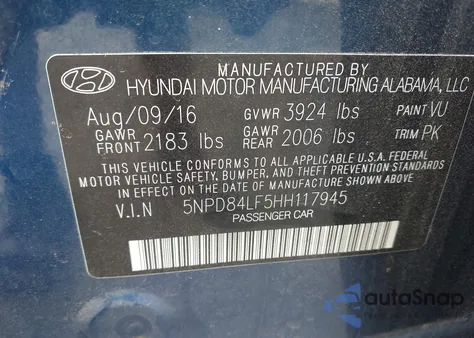 MANUFACTURED BY
HYUNDAI MOTOR MANUFACTURING ALABAMA, LLC
Aug/09/16 GVWR 3924 lbs PAINT VU
GAWR FRONT 2183 lbs GAWR REAR 2006 lbs TRIM PK
THIS VEHICLE CONFORMS TO ALL APPLICABLE U.S.A. FEDERAL
MOTOR VEHICLE SAFETY, BUMPER, AND THEFT PREVENTION STANDARDS
IN EFFECT ON THE DATE OF MANUFACTURE SHOWN ABOVE.
V.I.N 5NPD84LF5HH117945
PASSENGER CAR
autoSnap